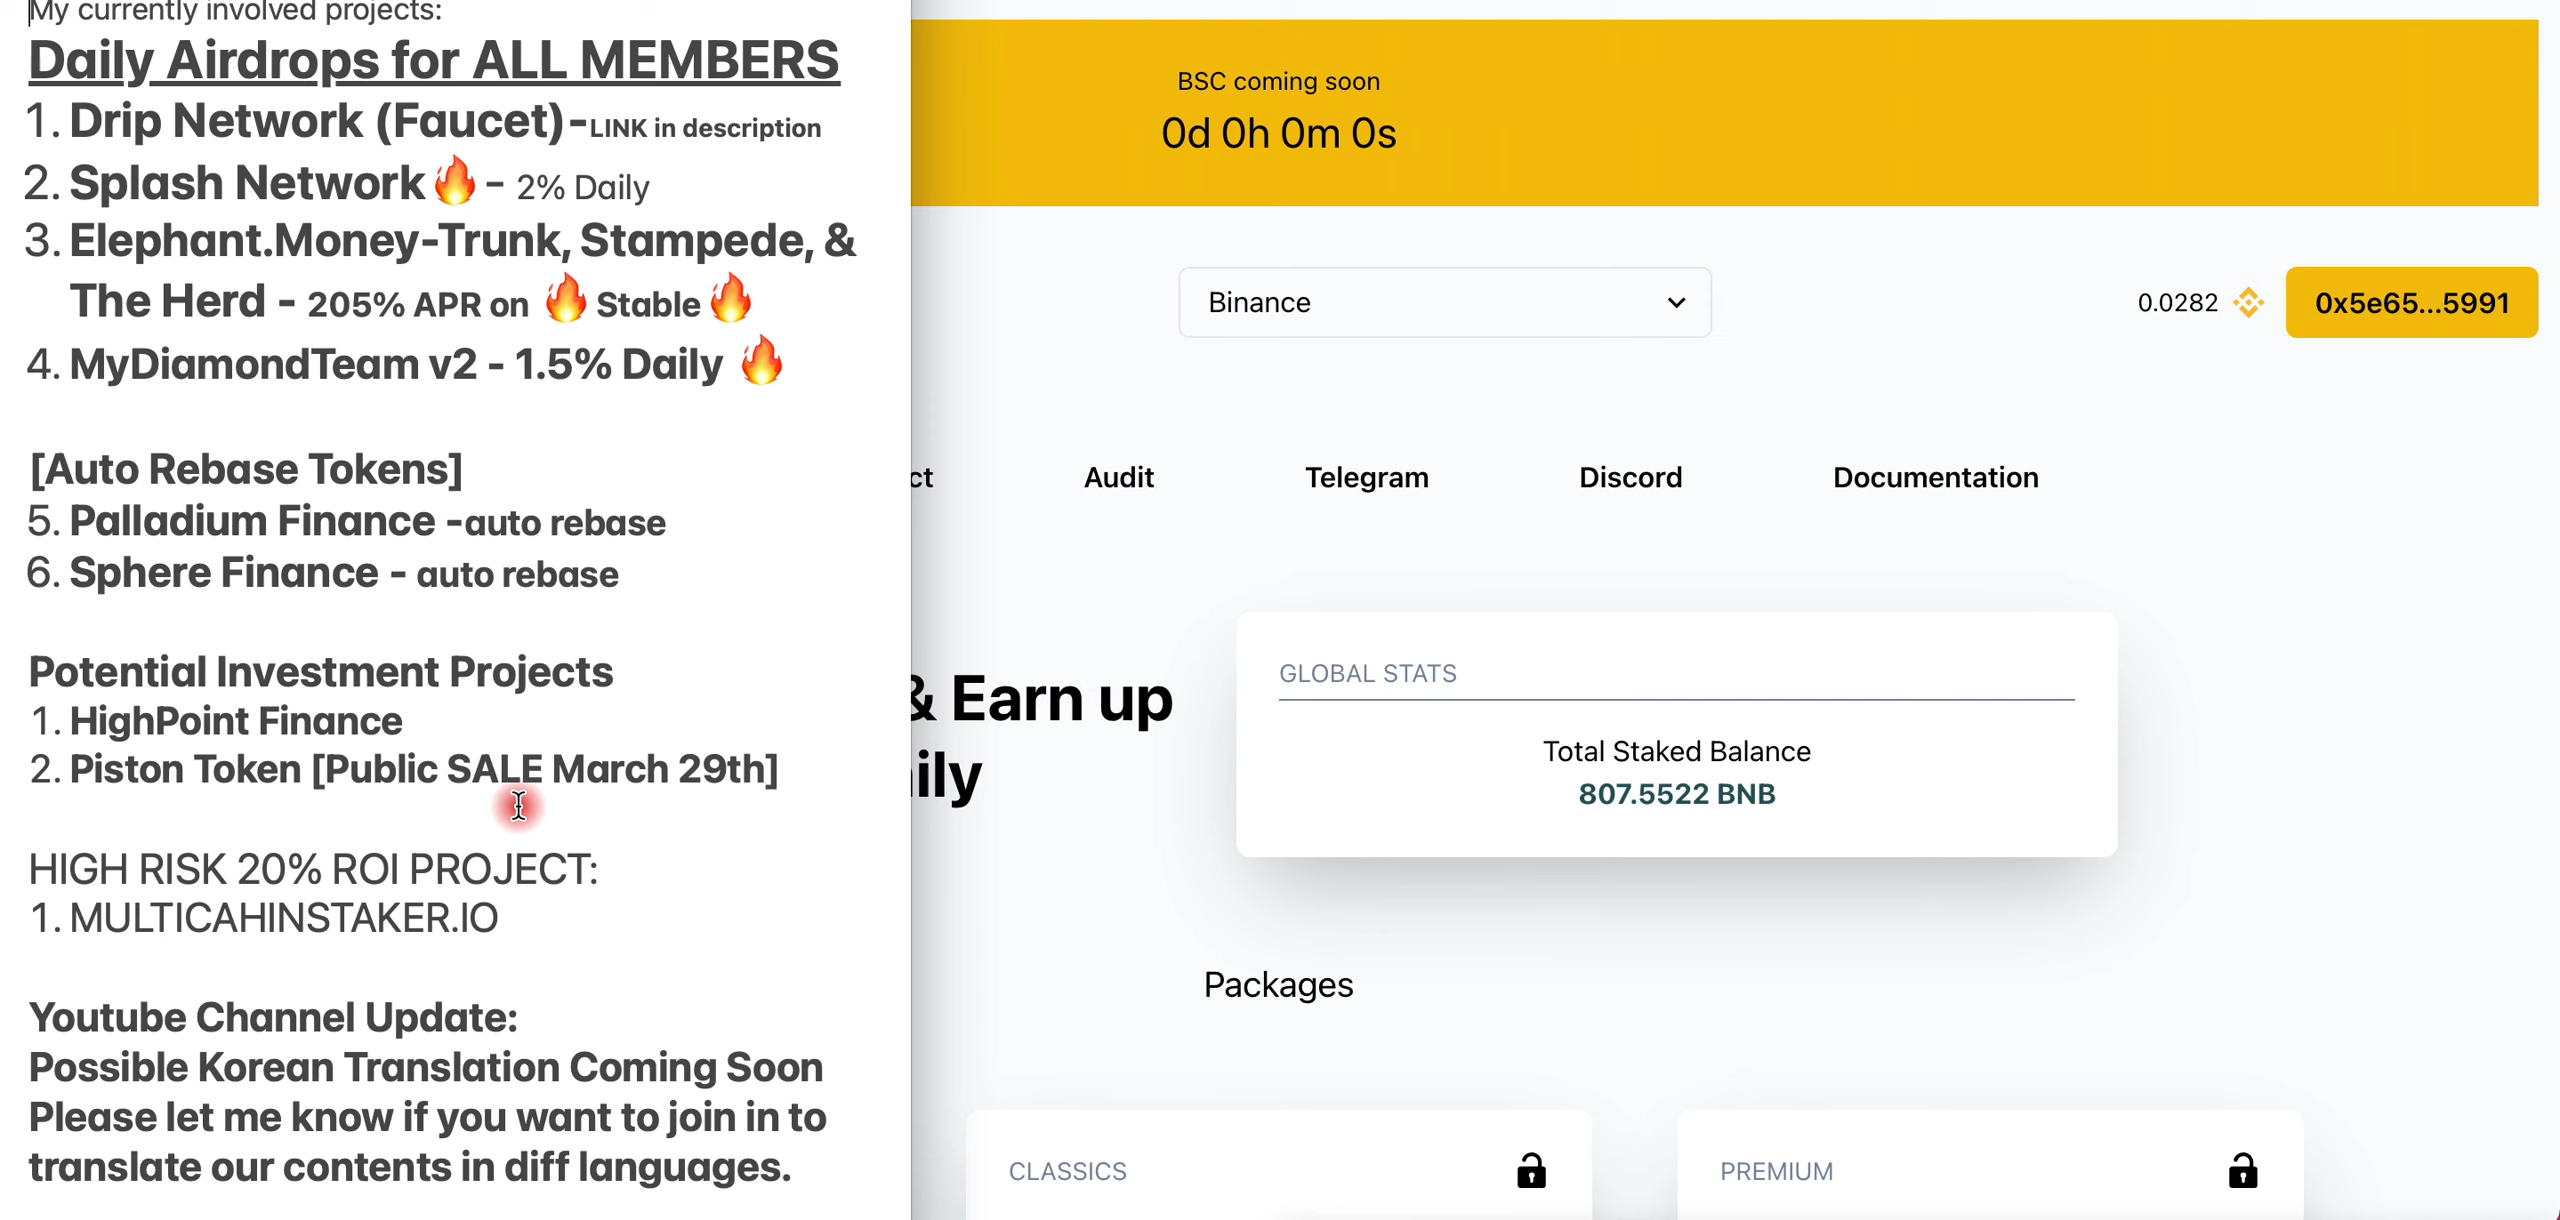 My currently involved projects:
Daily Airdrops for ALL MEMBERS
1. Drip Network (Faucet)-LINK in description
2. Splash Network🔥 - 2% Daily
3. Elephant.Money-Trunk, Stampede, &
The Herd - 205% APR on 🔥 Stable🔥
4. MyDiamondTeam v2 - 1.5% Daily 🔥
[Auto Rebase Tokens]
5. Palladium Finance -auto rebase
6. Sphere Finance - auto rebase
Potential Investment Projects
1. HighPoint Finance
2. Piston Token [Public SALE March 29th]
HIGH RISK 20% ROI PROJECT:
1. MULTICAHINSTAKER.IO
Youtube Channel Update:
Possible Korean Translation Coming Soon
Please let me know if you want to join in to
translate our contents in diff languages.
BSC coming soon
0d 0h 0m 0s
Binance
0.0282
0x5e65...5991
ct Audit Telegram Discord Documentation
& Earn up
ily
GLOBAL STATS
Total Staked Balance
807.5522 BNB
Packages
CLASSICS
PREMIUM